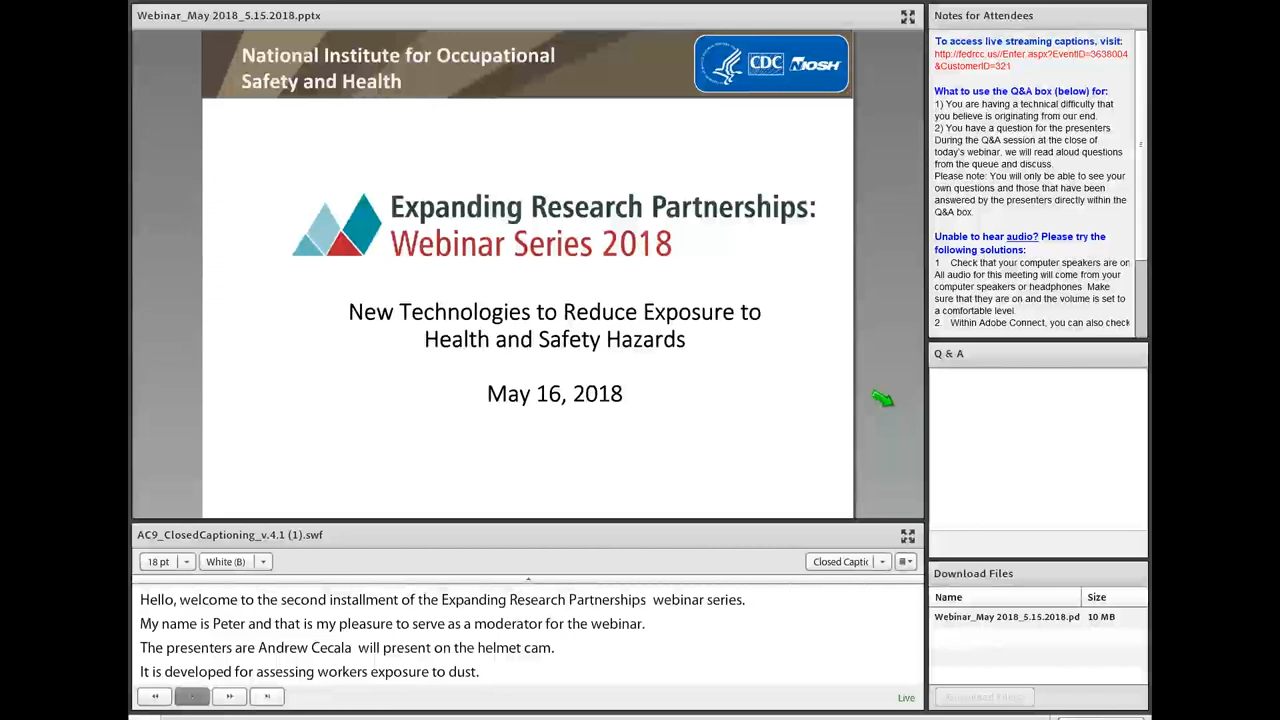 Webinar_May 2018_5.15.2018.pptx
National Institute for Occupational
Safety and Health
CDC
NIOSH
Expanding Research Partnerships:
Webinar Series 2018
New Technologies to Reduce Exposure to
Health and Safety Hazards
May 16, 2018
AC9_ClosedCaptioning_v.4.1 (1).swf
18 pt
White (B)
Closed Captic
Hello, welcome to the second installment of the Expanding Research Partnerships webinar series.
My name is Peter and that is my pleasure to serve as a moderator for the webinar.
The presenters are Andrew Cecala will present on the helmet cam.
It is developed for assessing workers exposure to dust.
Live
Notes for Attendees
To access live streaming captions, visit:
http://fedrcc.us//Enter.aspx?EventID=3638004
&CustomerID=321
What to use the Q&A box (below) for:
1) You are having a technical difficulty that
you believe is originating from our end.
2) You have a question for the presenters
During the Q&A session at the close of
today's webinar, we will read aloud questions
from the queue and discuss.
Please note: You will only be able to see your
own questions and those that have been
answered by the presenters directly within the
Q&A box.
Unable to hear audio? Please try the
following solutions:
1 Check that your computer speakers are on
All audio for this meeting will come from your
computer speakers or headphones Make
sure that they are on and the volume is set to
a comfortable level.
2. Within Adobe Connect, you can also check
Q & A
Download Files
Name Size
Webinar_May 2018_5.15.2018.pd 10 MB